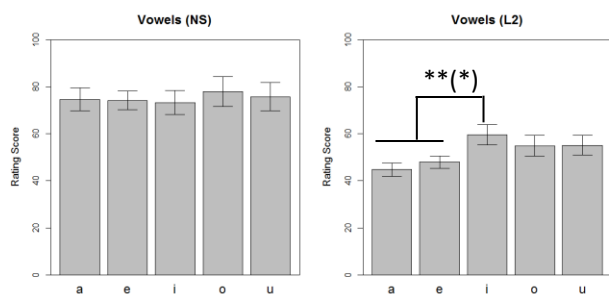 Vowels (NS)
Rating Score
100
80
60
40
20
0
a e i o u
Vowels (L2)
**(*)
Rating Score
100
80
60
40
20
0
a e i o u